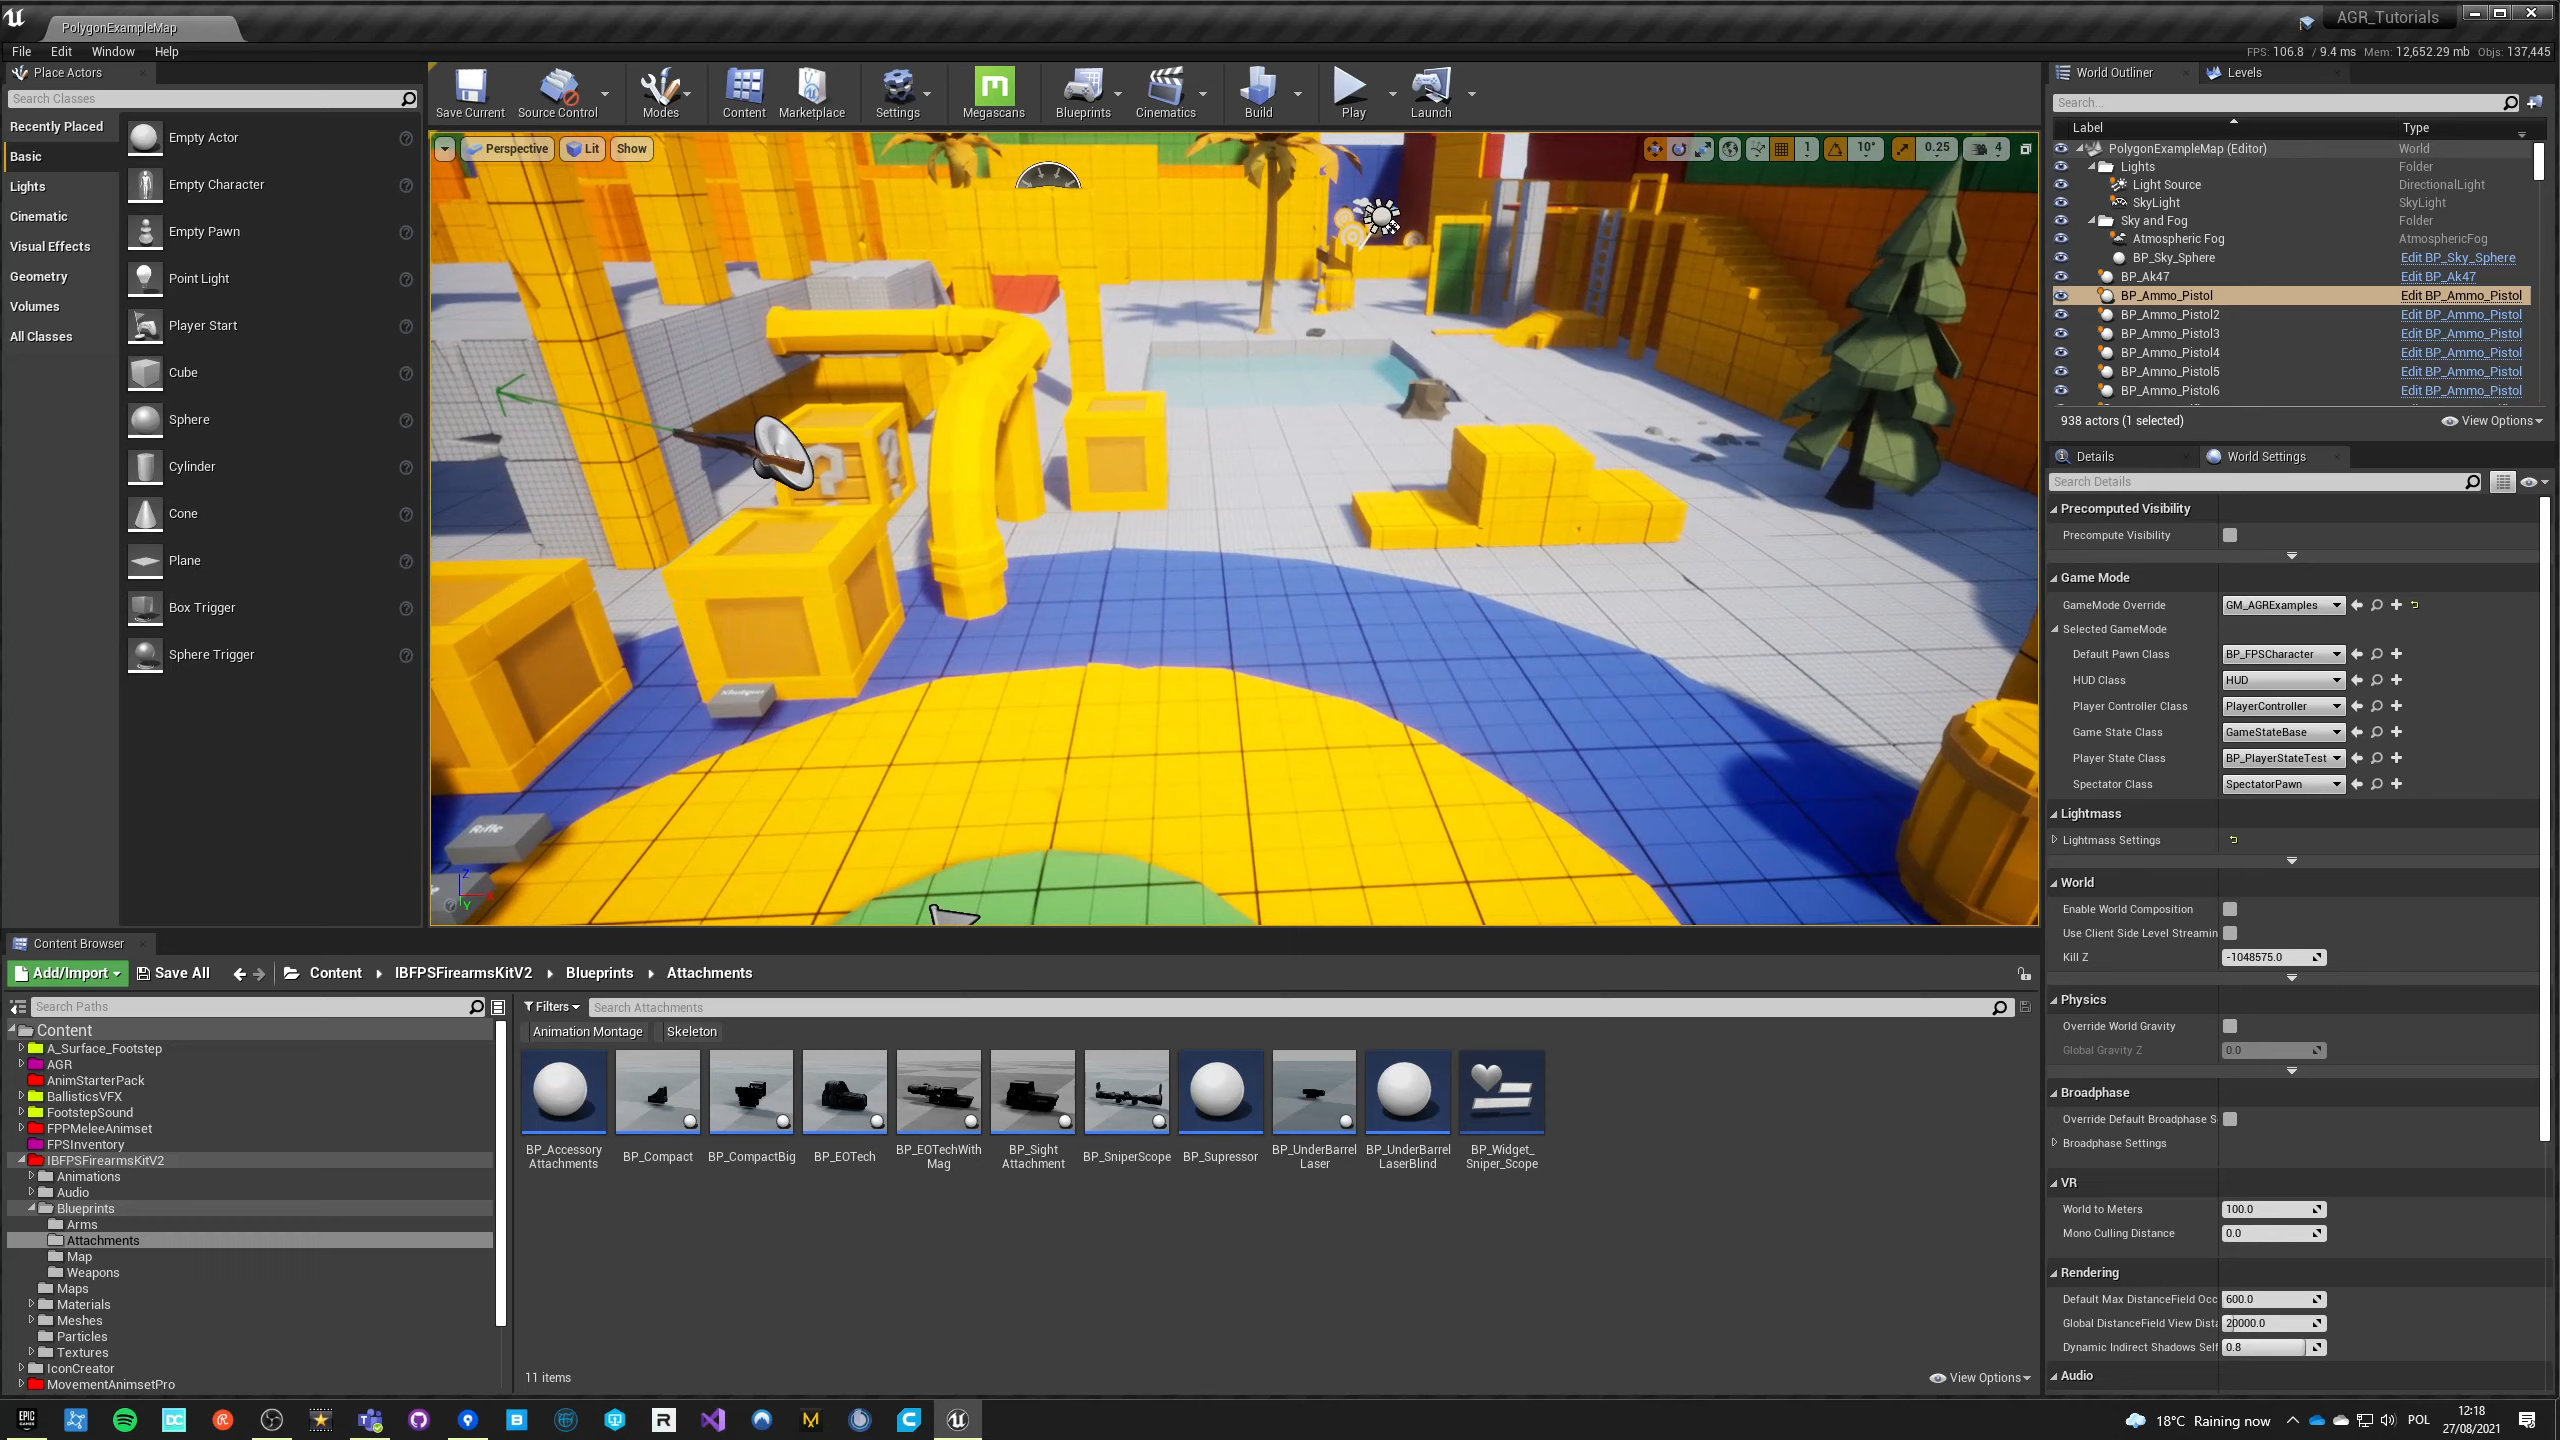 PolygonExampleMap
AGR_Tutorials
File Edit Window Help
FPS: 106.8 / 9.4 ms Mem: 12,652.29 mb Objs: 137,445
Place Actors
Search Classes
Recently Placed
Basic
Lights
Cinematic
Visual Effects
Geometry
Volumes
All Classes
Empty Actor
Empty Character
Empty Pawn
Point Light
Player Start
Cube
Sphere
Cylinder
Cone
Plane
Box Trigger
Sphere Trigger
Save Current Source Control Modes Content Marketplace Settings Megascans Blueprints Cinematics Build Play Launch
Perspective Lit Show
1 10° 0.25 4
Shotgun
Rifle
Z
Y
World Outliner Levels
Search...
Label Type
PolygonExampleMap (Editor) World
Lights Folder
Light Source DirectionalLight
SkyLight SkyLight
Sky and Fog Folder
Atmospheric Fog AtmosphericFog
BP_Sky_Sphere Edit BP_Sky_Sphere
BP_Ak47 Edit BP_Ak47
BP_Ammo_Pistol Edit BP_Ammo_Pistol
BP_Ammo_Pistol2 Edit BP_Ammo_Pistol
BP_Ammo_Pistol3 Edit BP_Ammo_Pistol
BP_Ammo_Pistol4 Edit BP_Ammo_Pistol
BP_Ammo_Pistol5 Edit BP_Ammo_Pistol
BP_Ammo_Pistol6 Edit BP_Ammo_Pistol
938 actors (1 selected) View Options
Details World Settings
Search Details
Precomputed Visibility
Precompute Visibility
Game Mode
GameMode Override GM_AGRExamples
Selected GameMode
Default Pawn Class BP_FPSCharacter
HUD Class HUD
Player Controller Class PlayerController
Game State Class GameStateBase
Player State Class BP_PlayerStateTest
Spectator Class SpectatorPawn
Lightmass
Lightmass Settings
World
Enable World Composition
Use Client Side Level Streamin
Kill Z -1048575.0
Physics
Override World Gravity
Global Gravity Z 0.0
Broadphase
Override Default Broadphase S
Broadphase Settings
VR
World to Meters 100.0
Mono Culling Distance 0.0
Rendering
Default Max DistanceField Occ 600.0
Global DistanceField View Dista 20000.0
Dynamic Indirect Shadows Self 0.8
Audio
Content Browser
Add/Import Save All Content IBFPSFirearmsKitV2 Blueprints Attachments
Search Paths
Content
A_Surface_Footstep
AGR
AnimStarterPack
BallisticsVFX
FootstepSound
FPPMeleeAnimset
FPSInventory
IBFPSFirearmsKitV2
Animations
Audio
Blueprints
Arms
Attachments
Map
Weapons
Maps
Materials
Meshes
Particles
Textures
IconCreator
MovementAnimsetPro
Filters Search Attachments
Animation Montage Skeleton
BP_Accessory
Attachments
BP_Compact
BP_CompactBig
BP_EOTech
BP_EOTechWith
Mag
BP_Sight
Attachment
BP_SniperScope
BP_Supressor
BP_UnderBarrel
Laser
BP_UnderBarrel
LaserBlind
BP_Widget_
Sniper_Scope
11 items View Options
EPIC
GAMES
DC
B
R
M
18°C Raining now
POL
12:18
27/08/2021